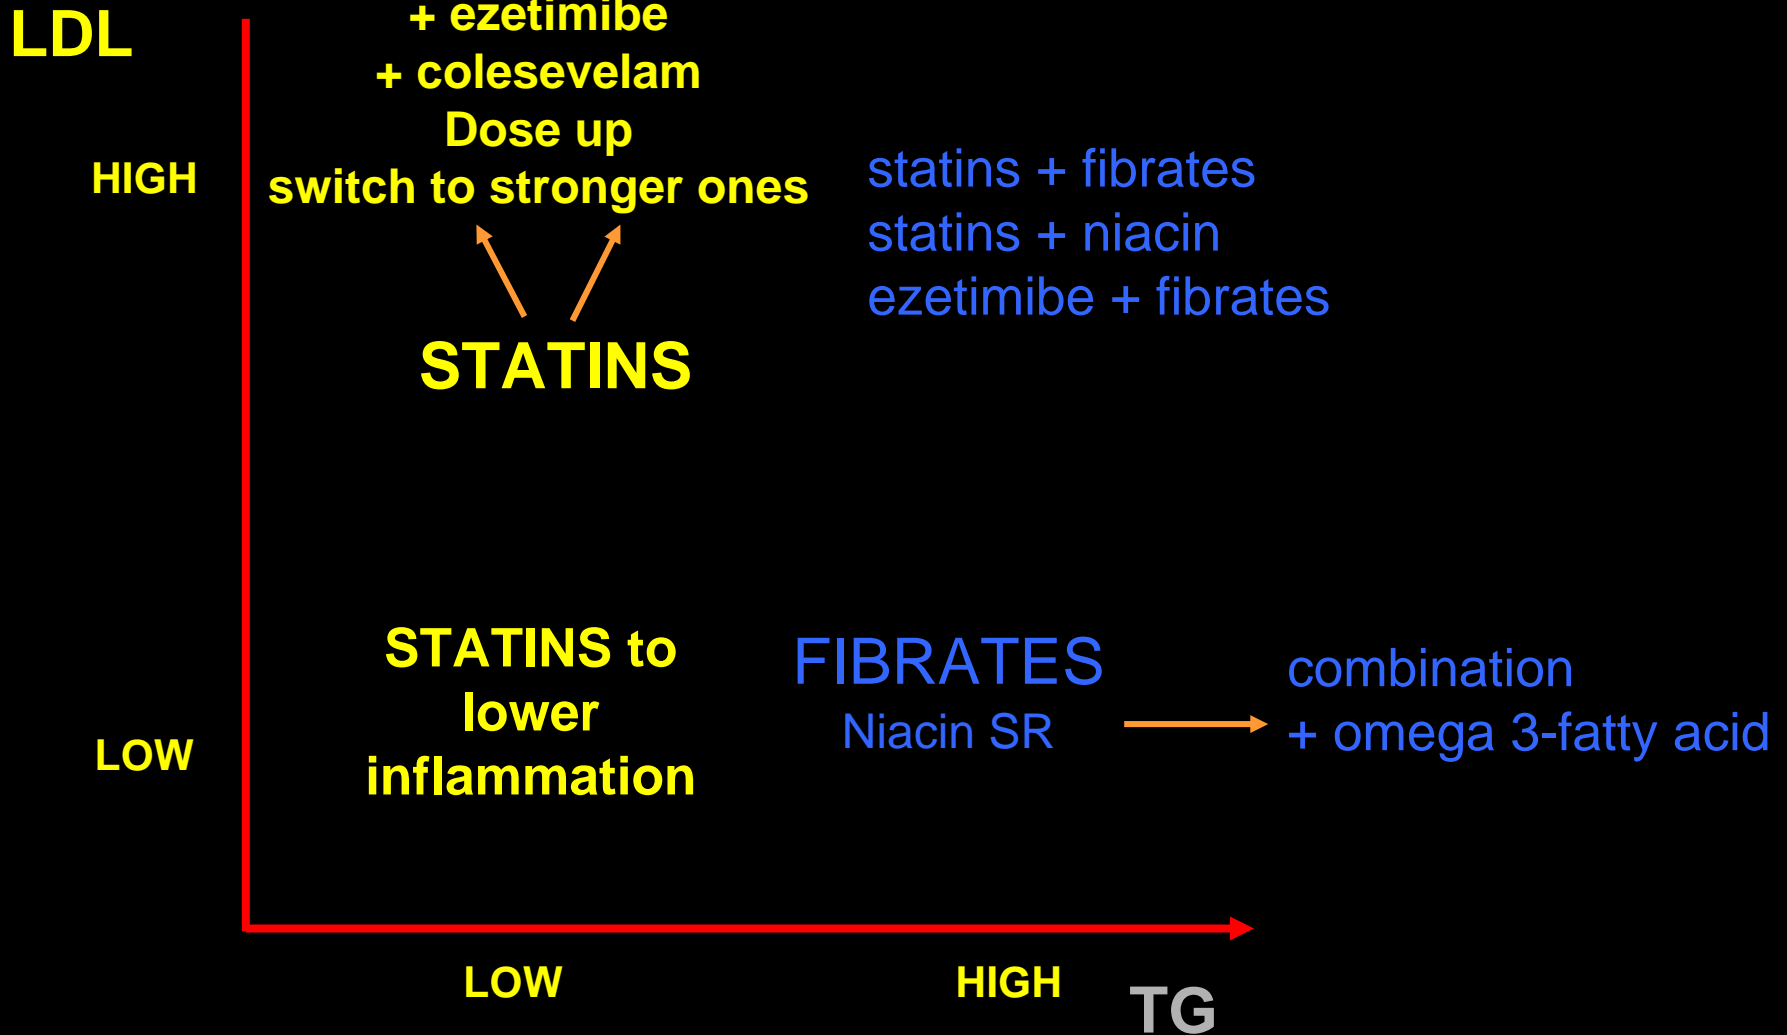 LDL
+ ezetimibe
+ colesevelam
Dose up
switch to stronger ones
HIGH
statins + fibrates
statins + niacin
ezetimibe + fibrates
STATINS
STATINS to
lower
inflammation
FIBRATES
Niacin SR
combination
+ omega 3-fatty acid
LOW
LOW
HIGH
TG